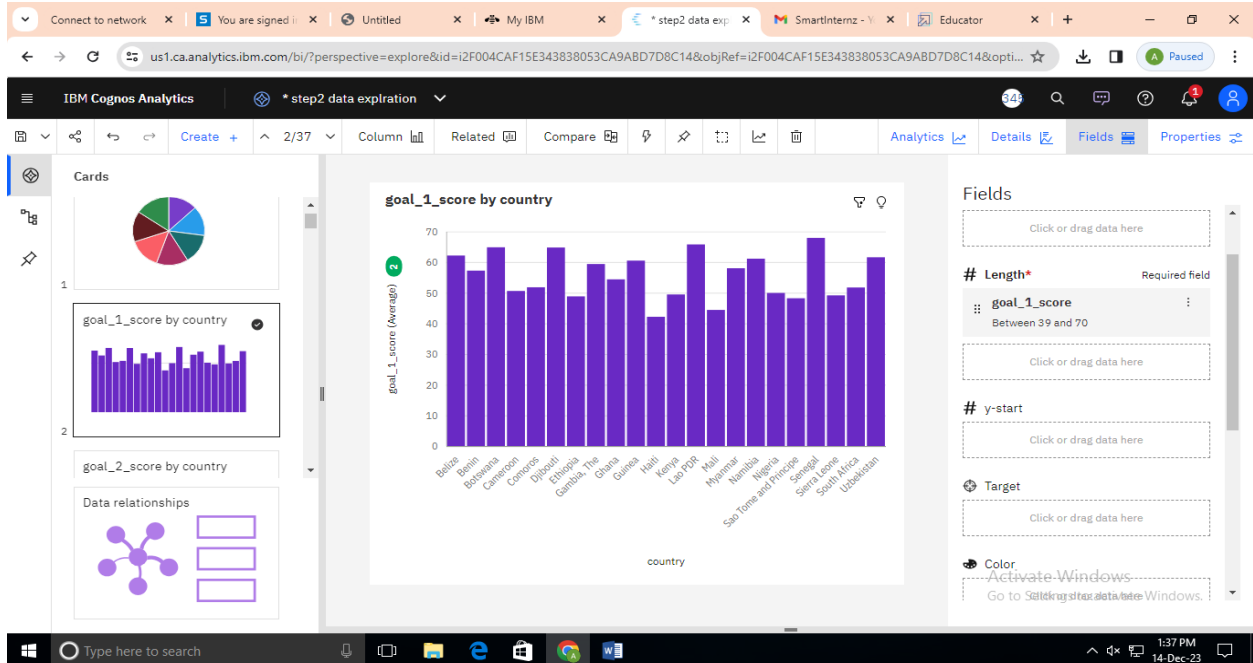 Connect to network
S You are signed i
Untitled
My IBM
* step2 data exp
SmartInternz - Y
Educator
us1.ca.analytics.ibm.com/bi/?perspective=explore&id=i2F004CAF15E343838053CA9ABD7D8C14&objRef=i2F004CAF15E343838053CA9ABD7D8C14&opti...
A Paused
IBM Cognos Analytics
* step2 data explration
345
1
Create +
2/37
Column
Related
Compare
Analytics
Details
Fields
Properties
Cards
1
goal_1_score by country
2
goal_2_score by country
Data relationships
goal_1_score by country
2
goal_1_score (Average)
70
60
50
40
30
20
10
0
Belize
Benin
Botswana
Cameroon
Comoros
Djibouti
Ethiopia
Gambia, The
Ghana
Guinea
Haiti
Kenya
Lao PDR
Mali
Myanmar
Namibia
Nigeria
Sao Tome and Principe
Senegal
Sierra Leone
South Africa
Uzbekistan
country
Fields
Click or drag data here
# Length*
Required field
goal_1_score
Between 39 and 70
Click or drag data here
# y-start
Click or drag data here
Target
Click or drag data here
Color
Activate Windows
Go to Settings to activate Windows.
Type here to search
1:37 PM
14-Dec-23